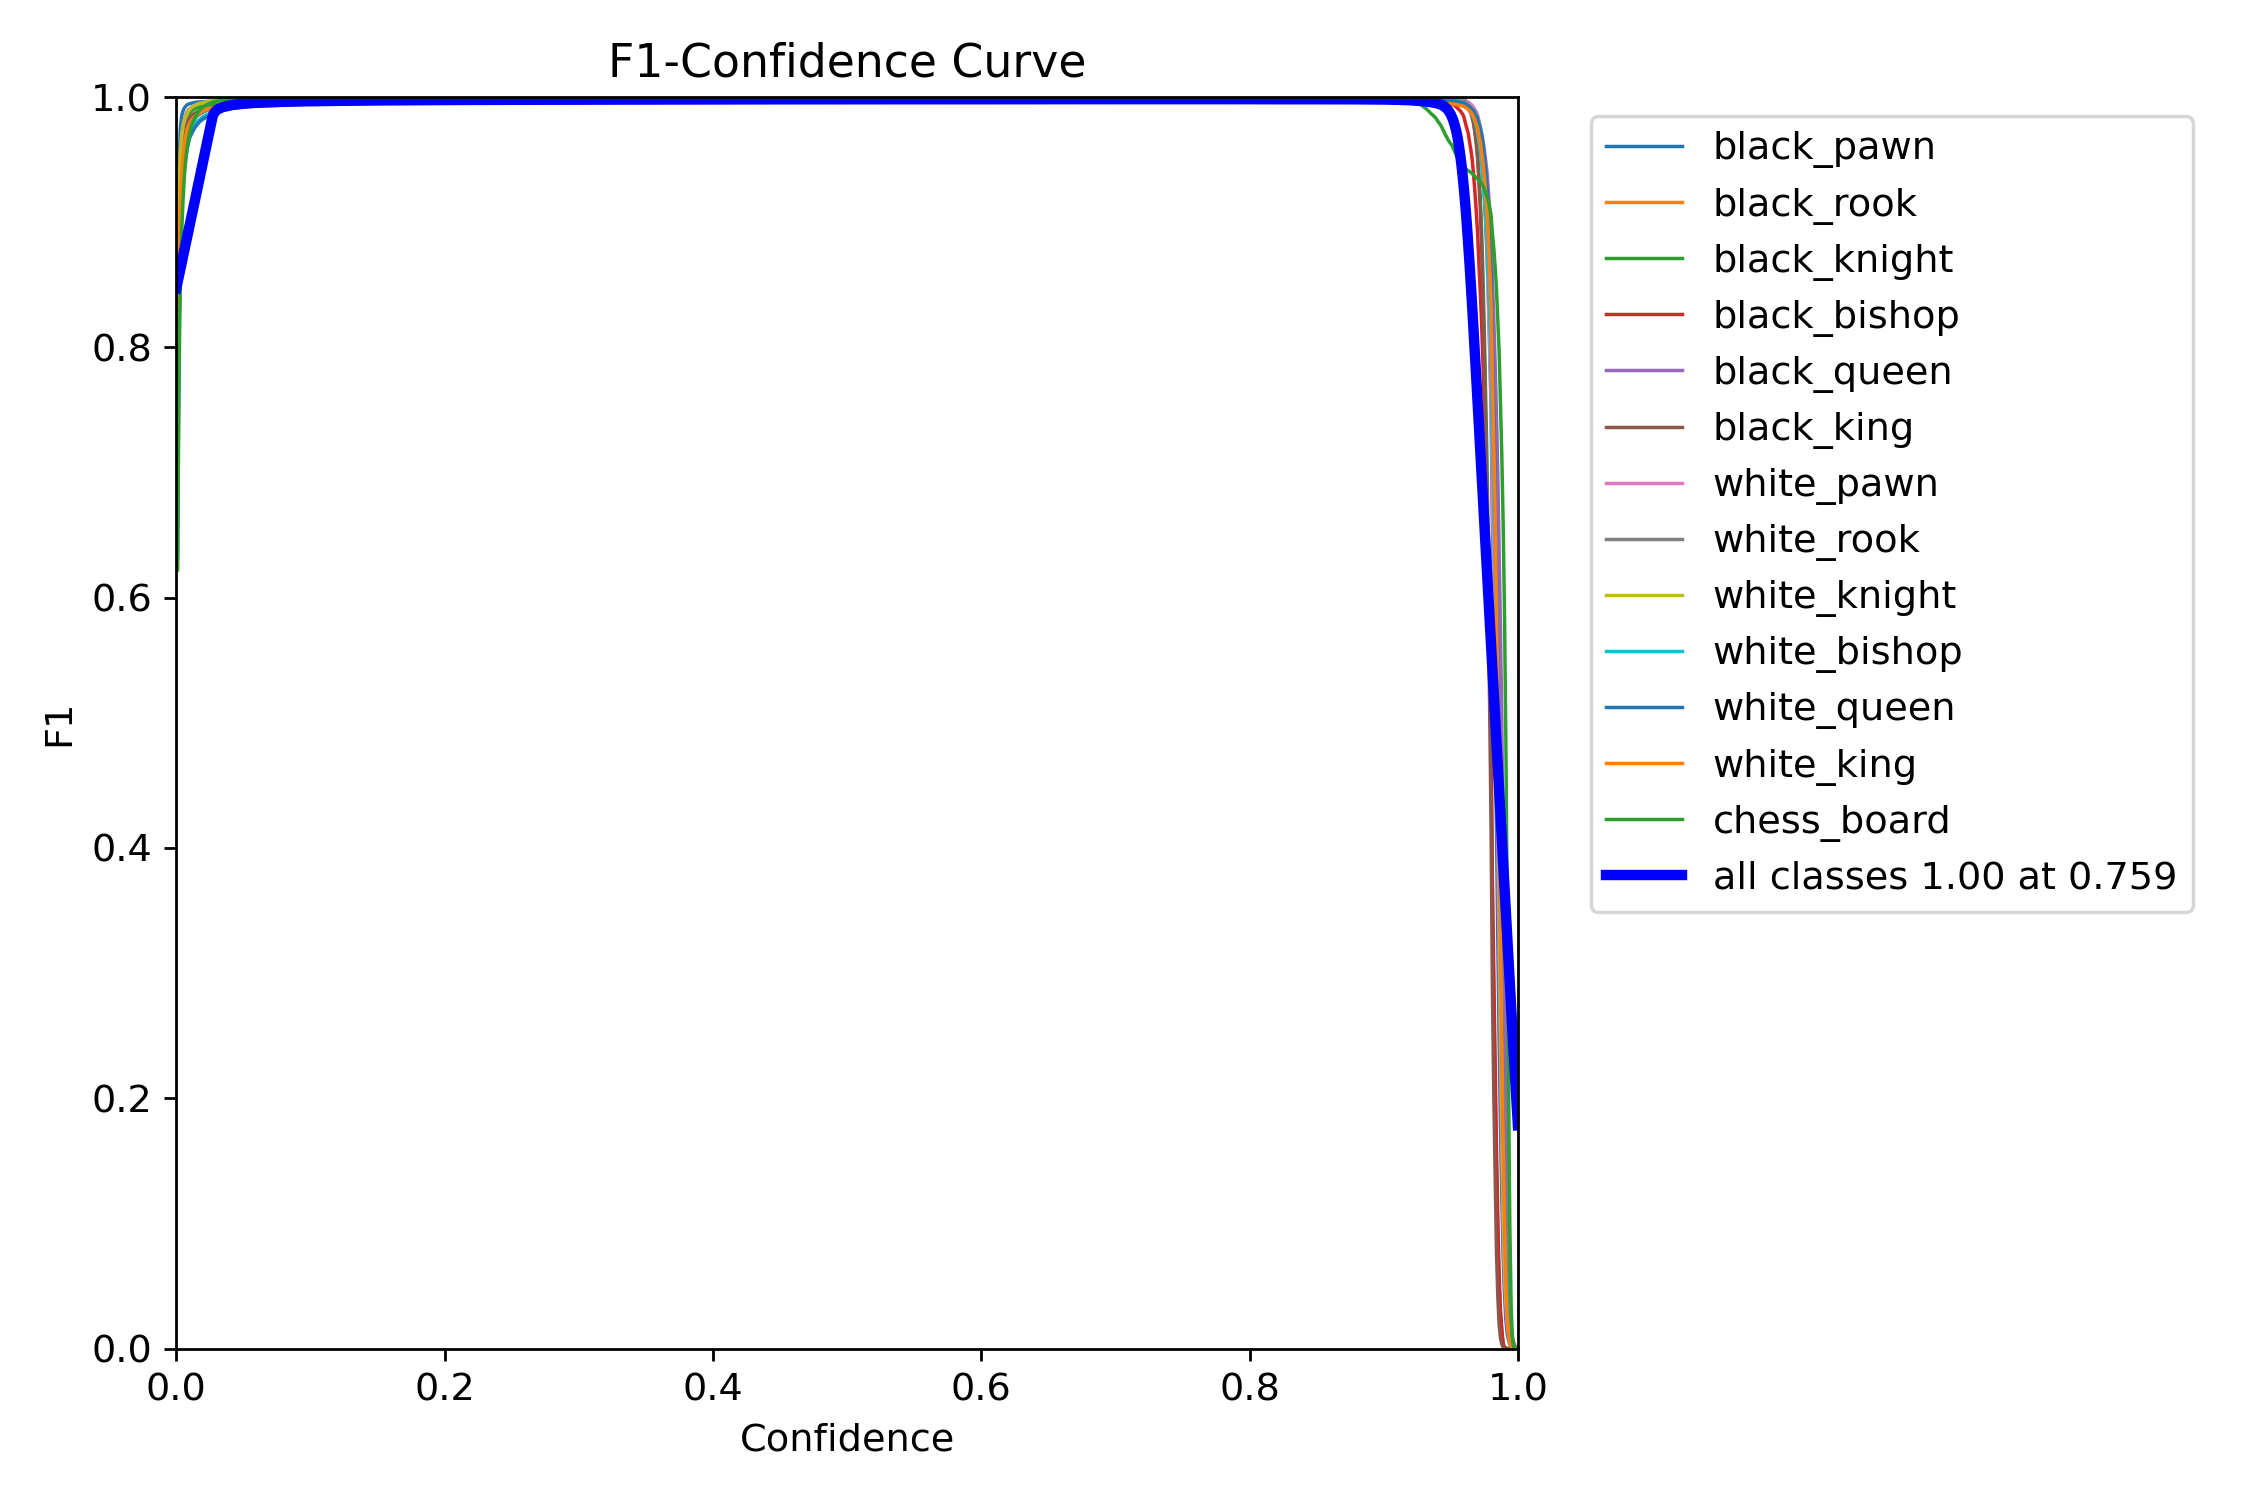 F1-Confidence Curve
1.0
0.8
0.6
0.4
0.2
0.0
F1
0.0 0.2 0.4 0.6 0.8 1.0
Confidence
black_pawn
black_rook
black_knight
black_bishop
black_queen
black_king
white_pawn
white_rook
white_knight
white_bishop
white_queen
white_king
chess_board
all classes 1.00 at 0.759